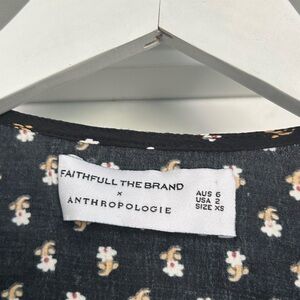 FAITHFULL THE BRAND
×
ANTHROPOLOGIE
AUS 6
USA 2
SIZE XS